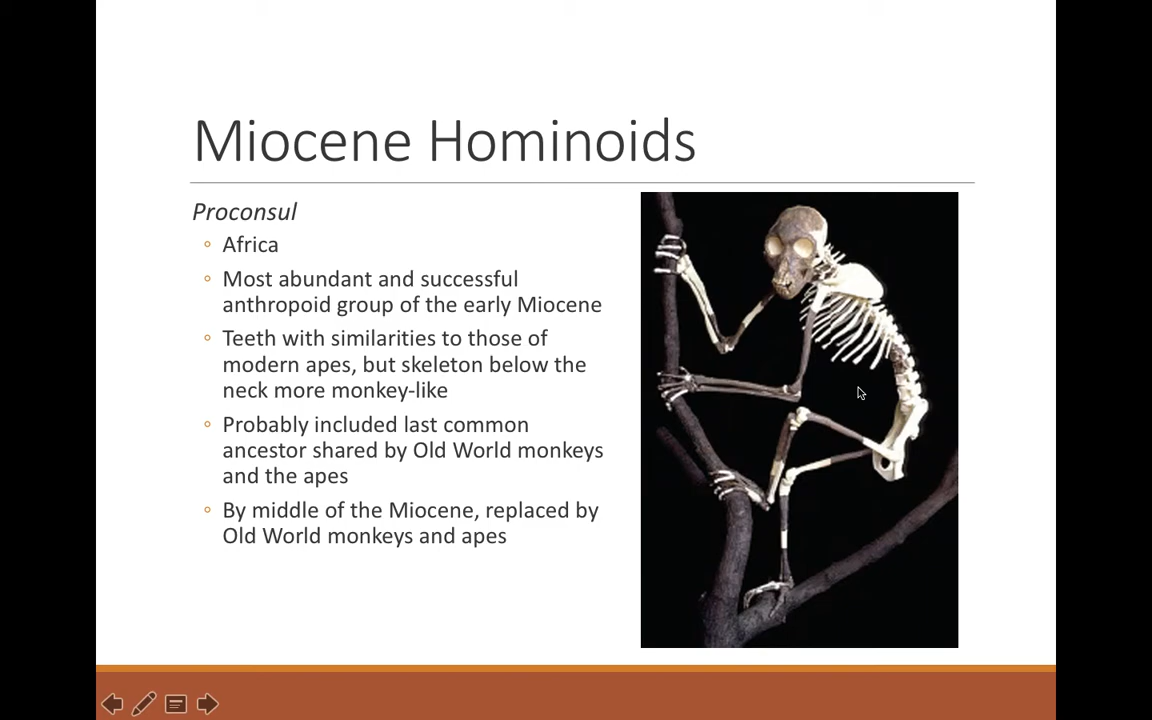 Miocene Hominoids
Proconsul
◦ Africa
◦ Most abundant and successful
anthropoid group of the early Miocene
◦ Teeth with similarities to those of
modern apes, but skeleton below the
neck more monkey-like
◦ Probably included last common
ancestor shared by Old World monkeys
and the apes
◦ By middle of the Miocene, replaced by
Old World monkeys and apes